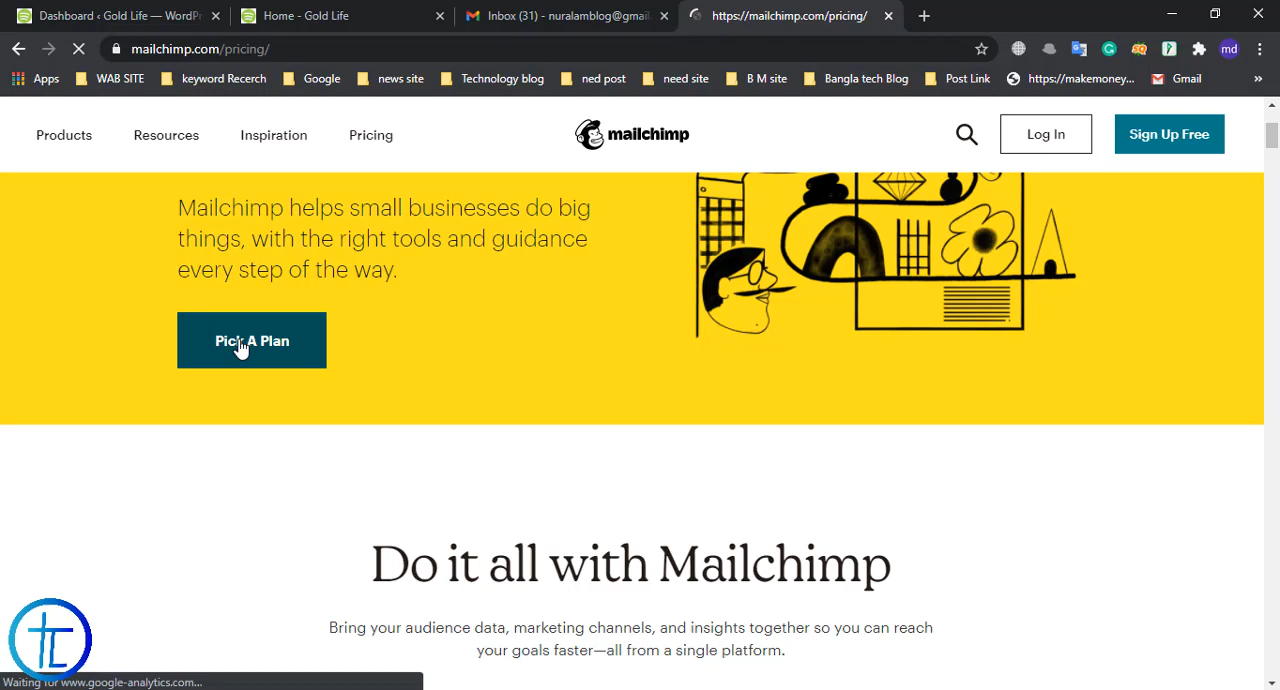 Dashboard ‹ Gold Life — WordPr
Home - Gold Life
Inbox (31) - nuralamblog@gmail.
https://mailchimp.com/pricing/
mailchimp.com/pricing/
md
Apps
WAB SITE
keyword Recerch
Google
news site
Technology blog
ned post
need site
B M site
Bangla tech Blog
Post Link
https://makemoney...
Gmail
»
Products
Resources
Inspiration
Pricing
mailchimp
Log In
Sign Up Free
Mailchimp helps small businesses do big
things, with the right tools and guidance
every step of the way.
Pick A Plan
Do it all with Mailchimp
Bring your audience data, marketing channels, and insights together so you can reach
your goals faster—all from a single platform.
Waiting for www.google-analytics.com...